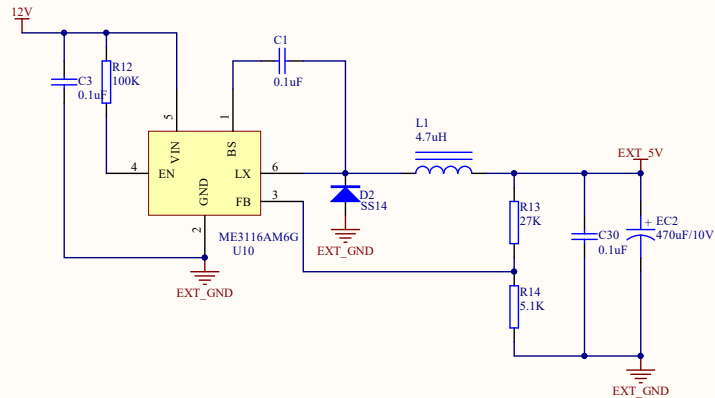 12V
C1
0.1uF
R12
100K
C3
0.1uF
5
1
VIN
BS
4
EN
LX
6
GND
FB
3
2
ME3116AM6G
U10
EXT_GND
D2
SS14
EXT_GND
L1
4.7uH
EXT_5V
R13
27K
C30
0.1uF
+
EC2
470uF/10V
R14
5.1K
EXT_GND